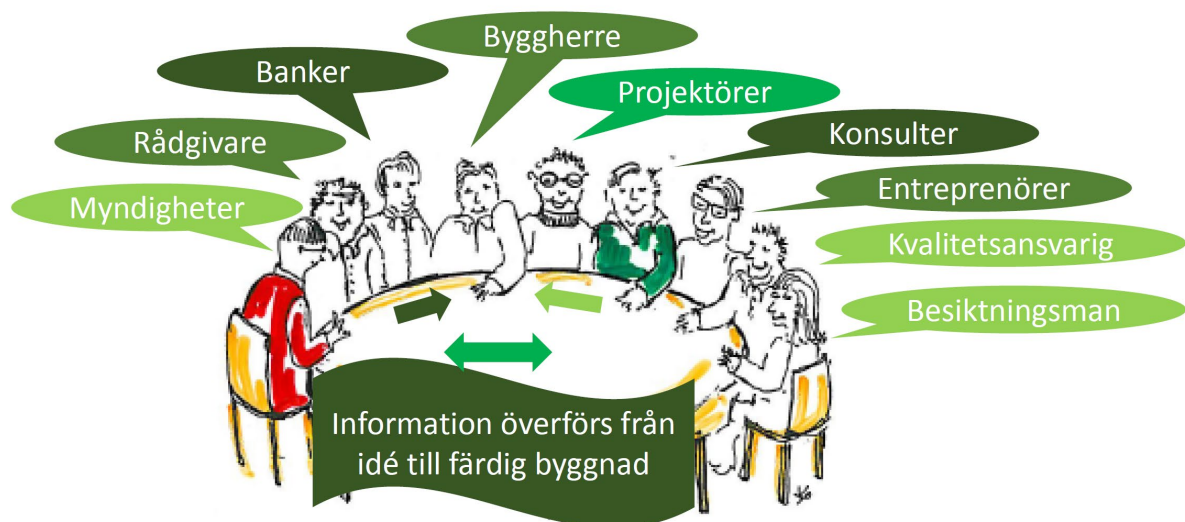 Byggherre
Banker
Projektörer
Rådgivare
Konsulter
Myndigheter
Entreprenörer
Kvalitetsansvarig
Besiktningsman
Information överförs från
idé till färdig byggnad